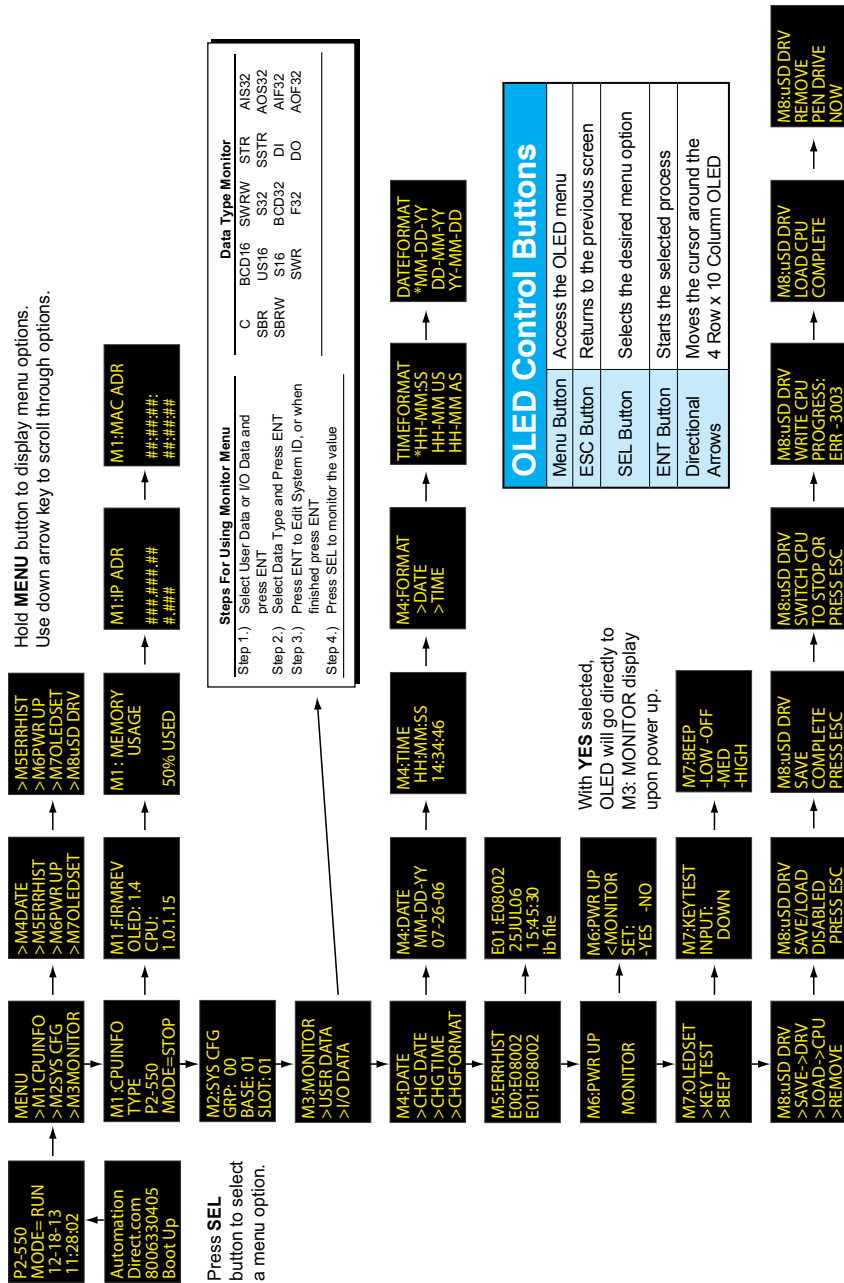 Automation
Direct.com
8006330405
Boot Up
P2-550
MODE= RUN
12-18-13
11:28:02
MENU
>M1 CPUINFO
>M2SYS CFG
>M3MONITOR
>M4DATE
>M5ERRHIST
>M6PWR UP
>M7OLEDSET
>M5ERRHIST
>M6PWR UP
>M7OLEDSET
>M8uSD DRV
Hold MENU button to display menu options.
Use down arrow key to scroll through options.
Press SEL
button to select
a menu option.
M1:CPUINFO
TYPE
P2-550
MODE=STOP
M1:FIRMREV
OLED: 1.4
CPU:
1.0.1.15
M1: MEMORY
USAGE
50% USED
M1:IP ADR
###.###.##
#.###
M1:MAC ADR
##:##:##:
##:##:##
M2:SYS CFG
GRP: 00
BASE: 01
SLOT: 01
M3:MONITOR
>USER DATA
>I/O DATA
Steps For Using Monitor Menu
Step 1.) Select User Data or I/O Data and
press ENT
Step 2.) Select Data Type and Press ENT
Step 3.) Press ENT to Edit System ID, or when
finished press ENT
Step 4.) Press SEL to monitor the value
Data Type Monitor
C BCD16 SWRW STR AIS32
SBR US16 S32 SSTR AOS32
SBRW S16 BCD32 DI AIF32
SWR F32 DO AOF32
M4:DATE
>CHG DATE
>CHG TIME
>CHGFORMAT
M4:DATE
MM-DD-YY
07-26-06
M4:TIME
HH:MM:SS
14:34:46
M4:FORMAT
>DATE
>TIME
TIMEFORMAT
*HH-MM:SS
HH-MM US
HH-MM AS
DATEFORMAT
*MM-DD-YY
DD-MM-YY
YY-MM-DD
M5:ERRHIST
E00:E08002
E01:E08002
E01 :E08002
25JUL06
15:45:30
ib file
M6:PWR UP
MONITOR
M6:PWR UP
<MONITOR
SET:
-YES -NO
With YES selected,
OLED will go directly to
M3: MONITOR display
upon power up.
M7:OLEDSET
>KEY TEST
>BEEP
M7:KEYTEST
INPUT:
DOWN
M7:BEEP
-LOW -OFF
-MED
-HIGH
OLED Control Buttons
Menu Button Access the OLED menu
ESC Button Returns to the previous screen
SEL Button Selects the desired menu option
ENT Button Starts the selected process
Directional
Arrows
Moves the cursor around the
4 Row x 10 Column OLED
M8:uSD DRV
>SAVE->DRV
>LOAD->CPU
>REMOVE
M8:uSD DRV
SAVE/LOAD
DISABLED
PRESS ESC
M8:uSD DRV
SAVE
COMPLETE
PRESS ESC
M8:uSD DRV
SWITCH CPU
TO STOP OR
PRESS ESC
M8:uSD DRV
WRITE CPU
PROGRESS:
ERR -3003
M8:uSD DRV
LOAD CPU
COMPLETE
M8:uSD DRV
REMOVE
PEN DRIVE
NOW